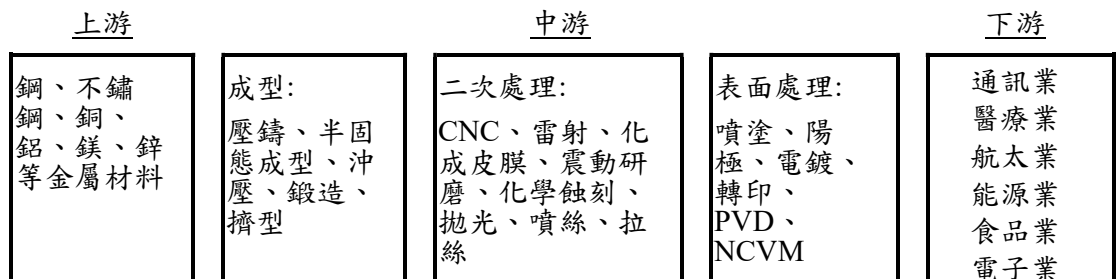 上游
中游
下游
鋼、不鏽
鋼、銅、
鋁、鎂、鋅
等金屬材料
成型:
壓鑄、半固
態成型、沖
壓、鍛造、
擠型
二次處理:
CNC、雷射、化
成皮膜、震動研
磨、化學蝕刻、
拋光、噴絲、拉
絲
表面處理:
噴塗、陽
極、電鍍、
轉印、
PVD、
NCVM
通訊業
醫療業
航太業
能源業
食品業
電子業